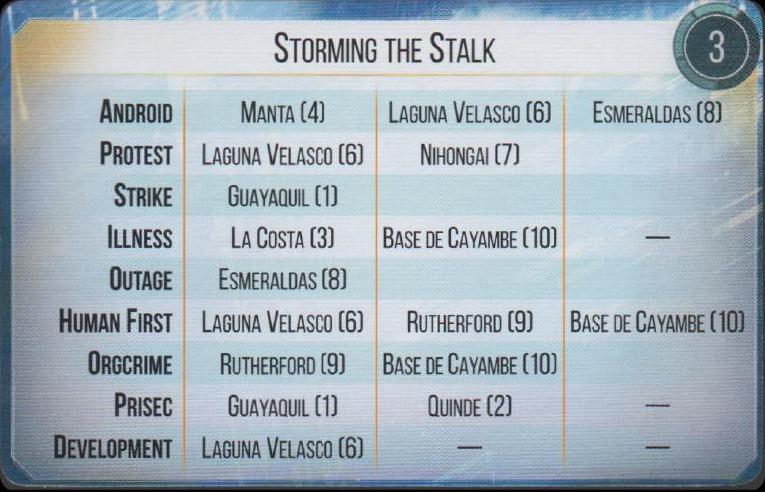 STORMING THE STALK
3
ANDROID MANTA (4) LAGUNA VELASCO (6) ESMERALDAS (8)
PROTEST LAGUNA VELASCO (6) NIHONGAI (7)
STRIKE GUAYAQUIL (1)
ILLNESS LA COSTA (3) BASE DE CAYAMBE (10) —
OUTAGE ESMERALDAS (8)
HUMAN FIRST LAGUNA VELASCO (6) RUTHERFORD (9) BASE DE CAYAMBE (10)
ORGCRIME RUTHERFORD (9) BASE DE CAYAMBE (10)
PRISEC GUAYAQUIL (1) QUINDE (2) —
DEVELOPMENT LAGUNA VELASCO (6) — —